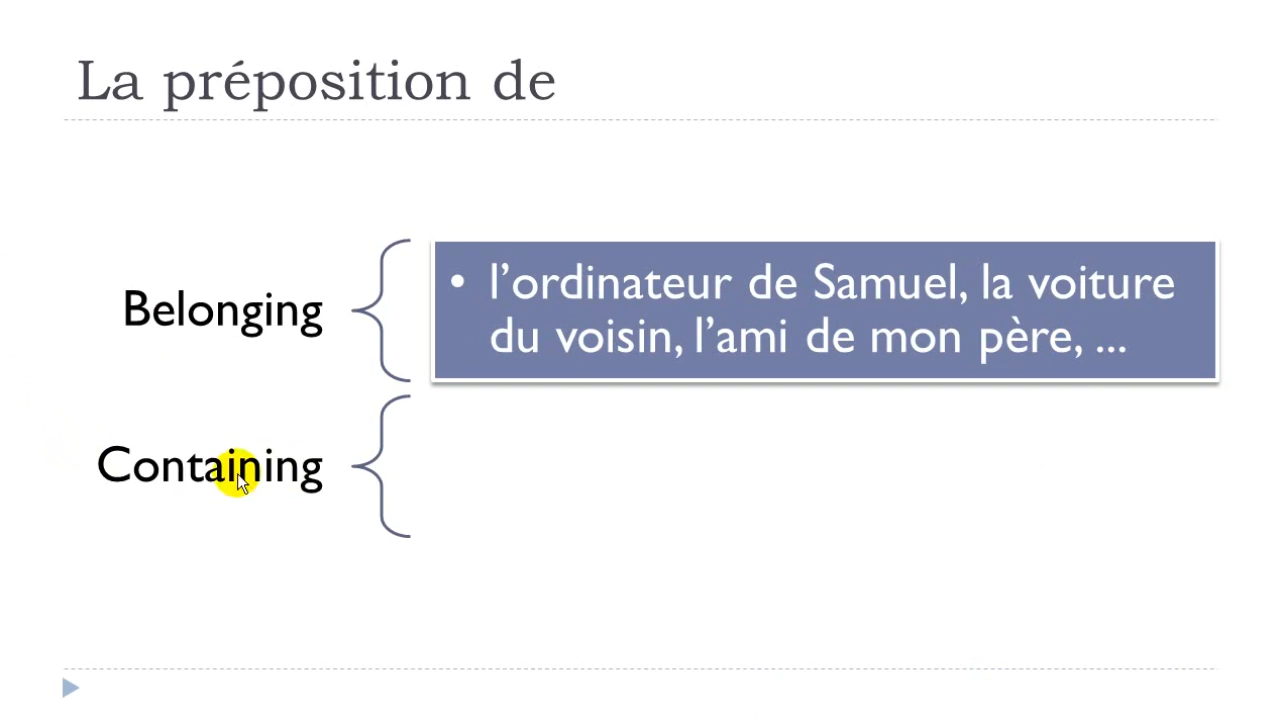 La préposition de
Belonging
• l’ordinateur de Samuel, la voiture
du voisin, l’ami de mon père, ...
Containing